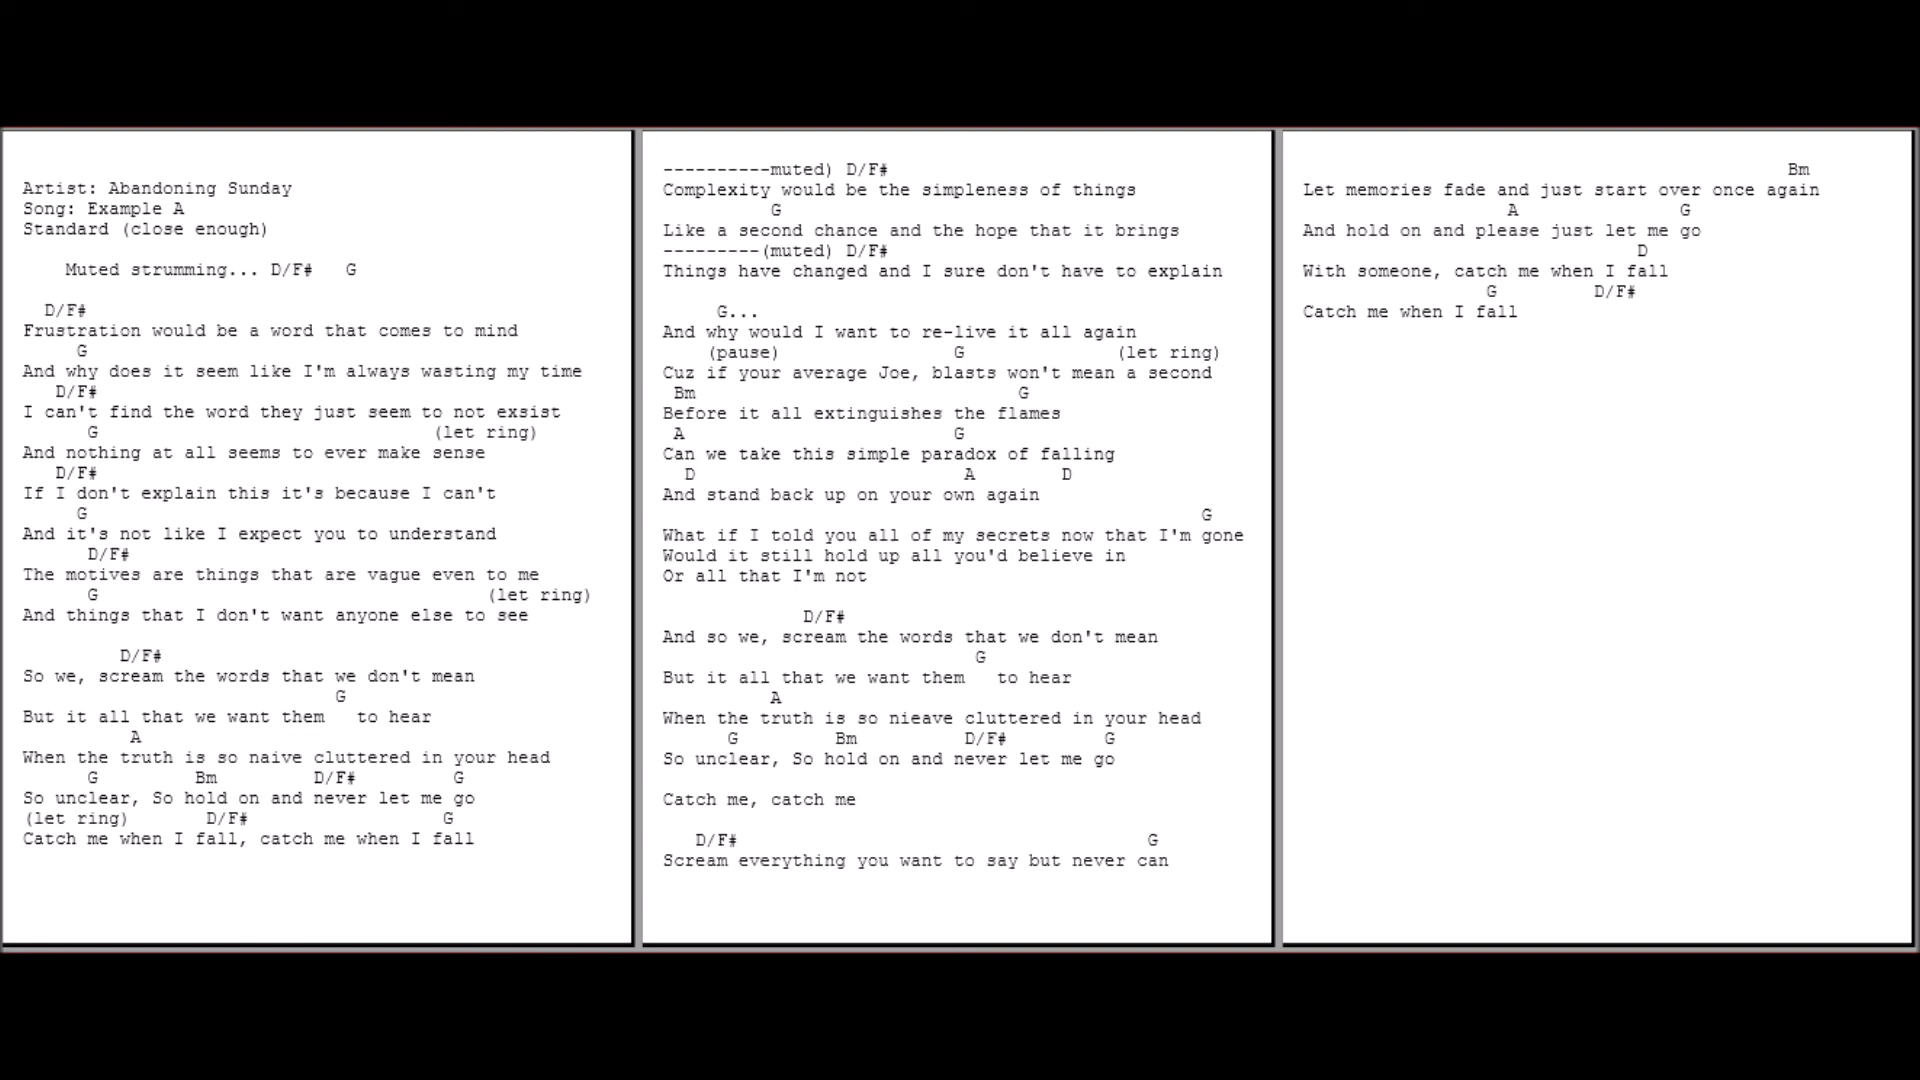 Artist: Abandoning Sunday
Song: Example A
Standard (close enough)
Muted strumming... D/F#   G
D/F#
Frustration would be a word that comes to mind
G
And why does it seem like I'm always wasting my time
D/F#
I can't find the word they just seem to not exsist
G                               (let ring)
And nothing at all seems to ever make sense
D/F#
If I don't explain this it's because I can't
G
And it's not like I expect you to understand
D/F#
The motives are things that are vague even to me
G                                    (let ring)
And things that I don't want anyone else to see
D/F#
So we, scream the words that we don't mean
G
But it all that we want them   to hear
A
When the truth is so naive cluttered in your head
G         Bm         D/F#         G
So unclear, So hold on and never let me go
(let ring)       D/F#                  G
Catch me when I fall, catch me when I fall
----------muted) D/F#
Complexity would be the simpleness of things
G
Like a second chance and the hope that it brings
---------(muted) D/F#
Things have changed and I sure don't have to explain
G...
And why would I want to re-live it all again
(pause)                G              (let ring)
Cuz if your average Joe, blasts won't mean a second
Bm                              G
Before it all extinguishes the flames
A                         G
Can we take this simple paradox of falling
D                         A        D
And stand back up on your own again
G
What if I told you all of my secrets now that I'm gone
Would it still hold up all you'd believe in
Or all that I'm not
D/F#
And so we, scream the words that we don't mean
G
But it all that we want them   to hear
A
When the truth is so nieave cluttered in your head
G         Bm          D/F#         G
So unclear, So hold on and never let me go
Catch me, catch me
D/F#                                      G
Scream everything you want to say but never can
Bm
Let memories fade and just start over once again
A               G
And hold on and please just let me go
D
With someone, catch me when I fall
G         D/F#
Catch me when I fall